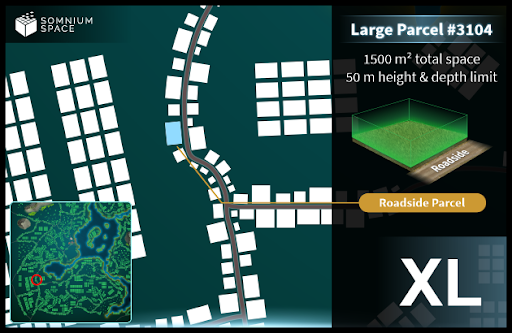 SOMNIUM
SPACE
Large Parcel #3104
1500 m² total space
50 m height & depth limit
Roadside
Roadside Parcel
XL